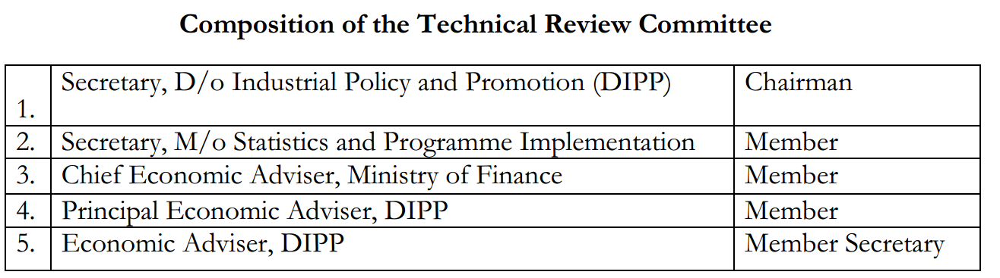 Composition of the Technical Review Committee
1. Secretary, D/o Industrial Policy and Promotion (DIPP) Chairman
2. Secretary, M/o Statistics and Programme Implementation Member
3. Chief Economic Adviser, Ministry of Finance Member
4. Principal Economic Adviser, DIPP Member
5. Economic Adviser, DIPP Member Secretary